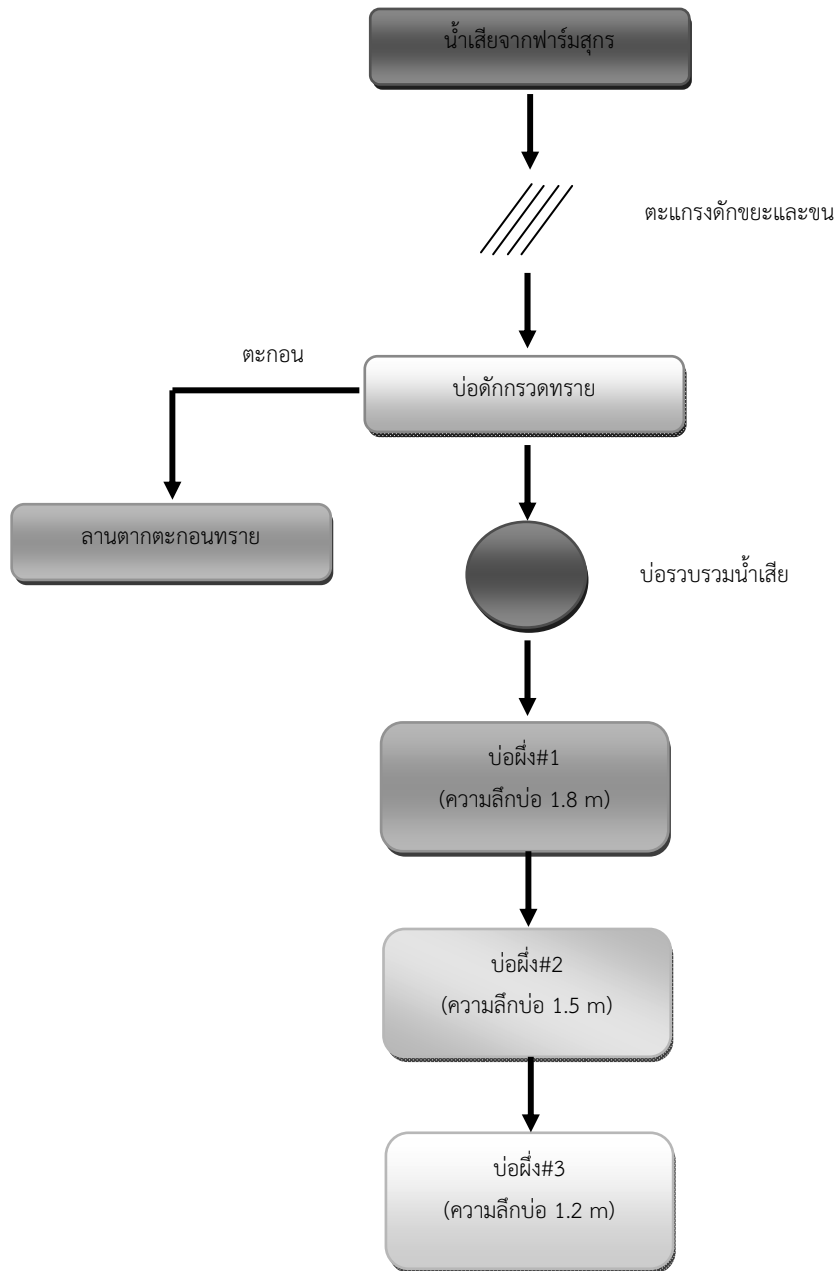 น้ำเสียจากฟาร์มสุกร
ตะแกรงดักขยะและขน
ตะกอน
บ่อดักกรวดทราย
ลานตากตะกอนทราย
บ่อรวบรวมน้ำเสีย
บ่อผึ่ง#1
(ความลึกบ่อ 1.8 m)
บ่อผึ่ง#2
(ความลึกบ่อ 1.5 m)
บ่อผึ่ง#3
(ความลึกบ่อ 1.2 m)